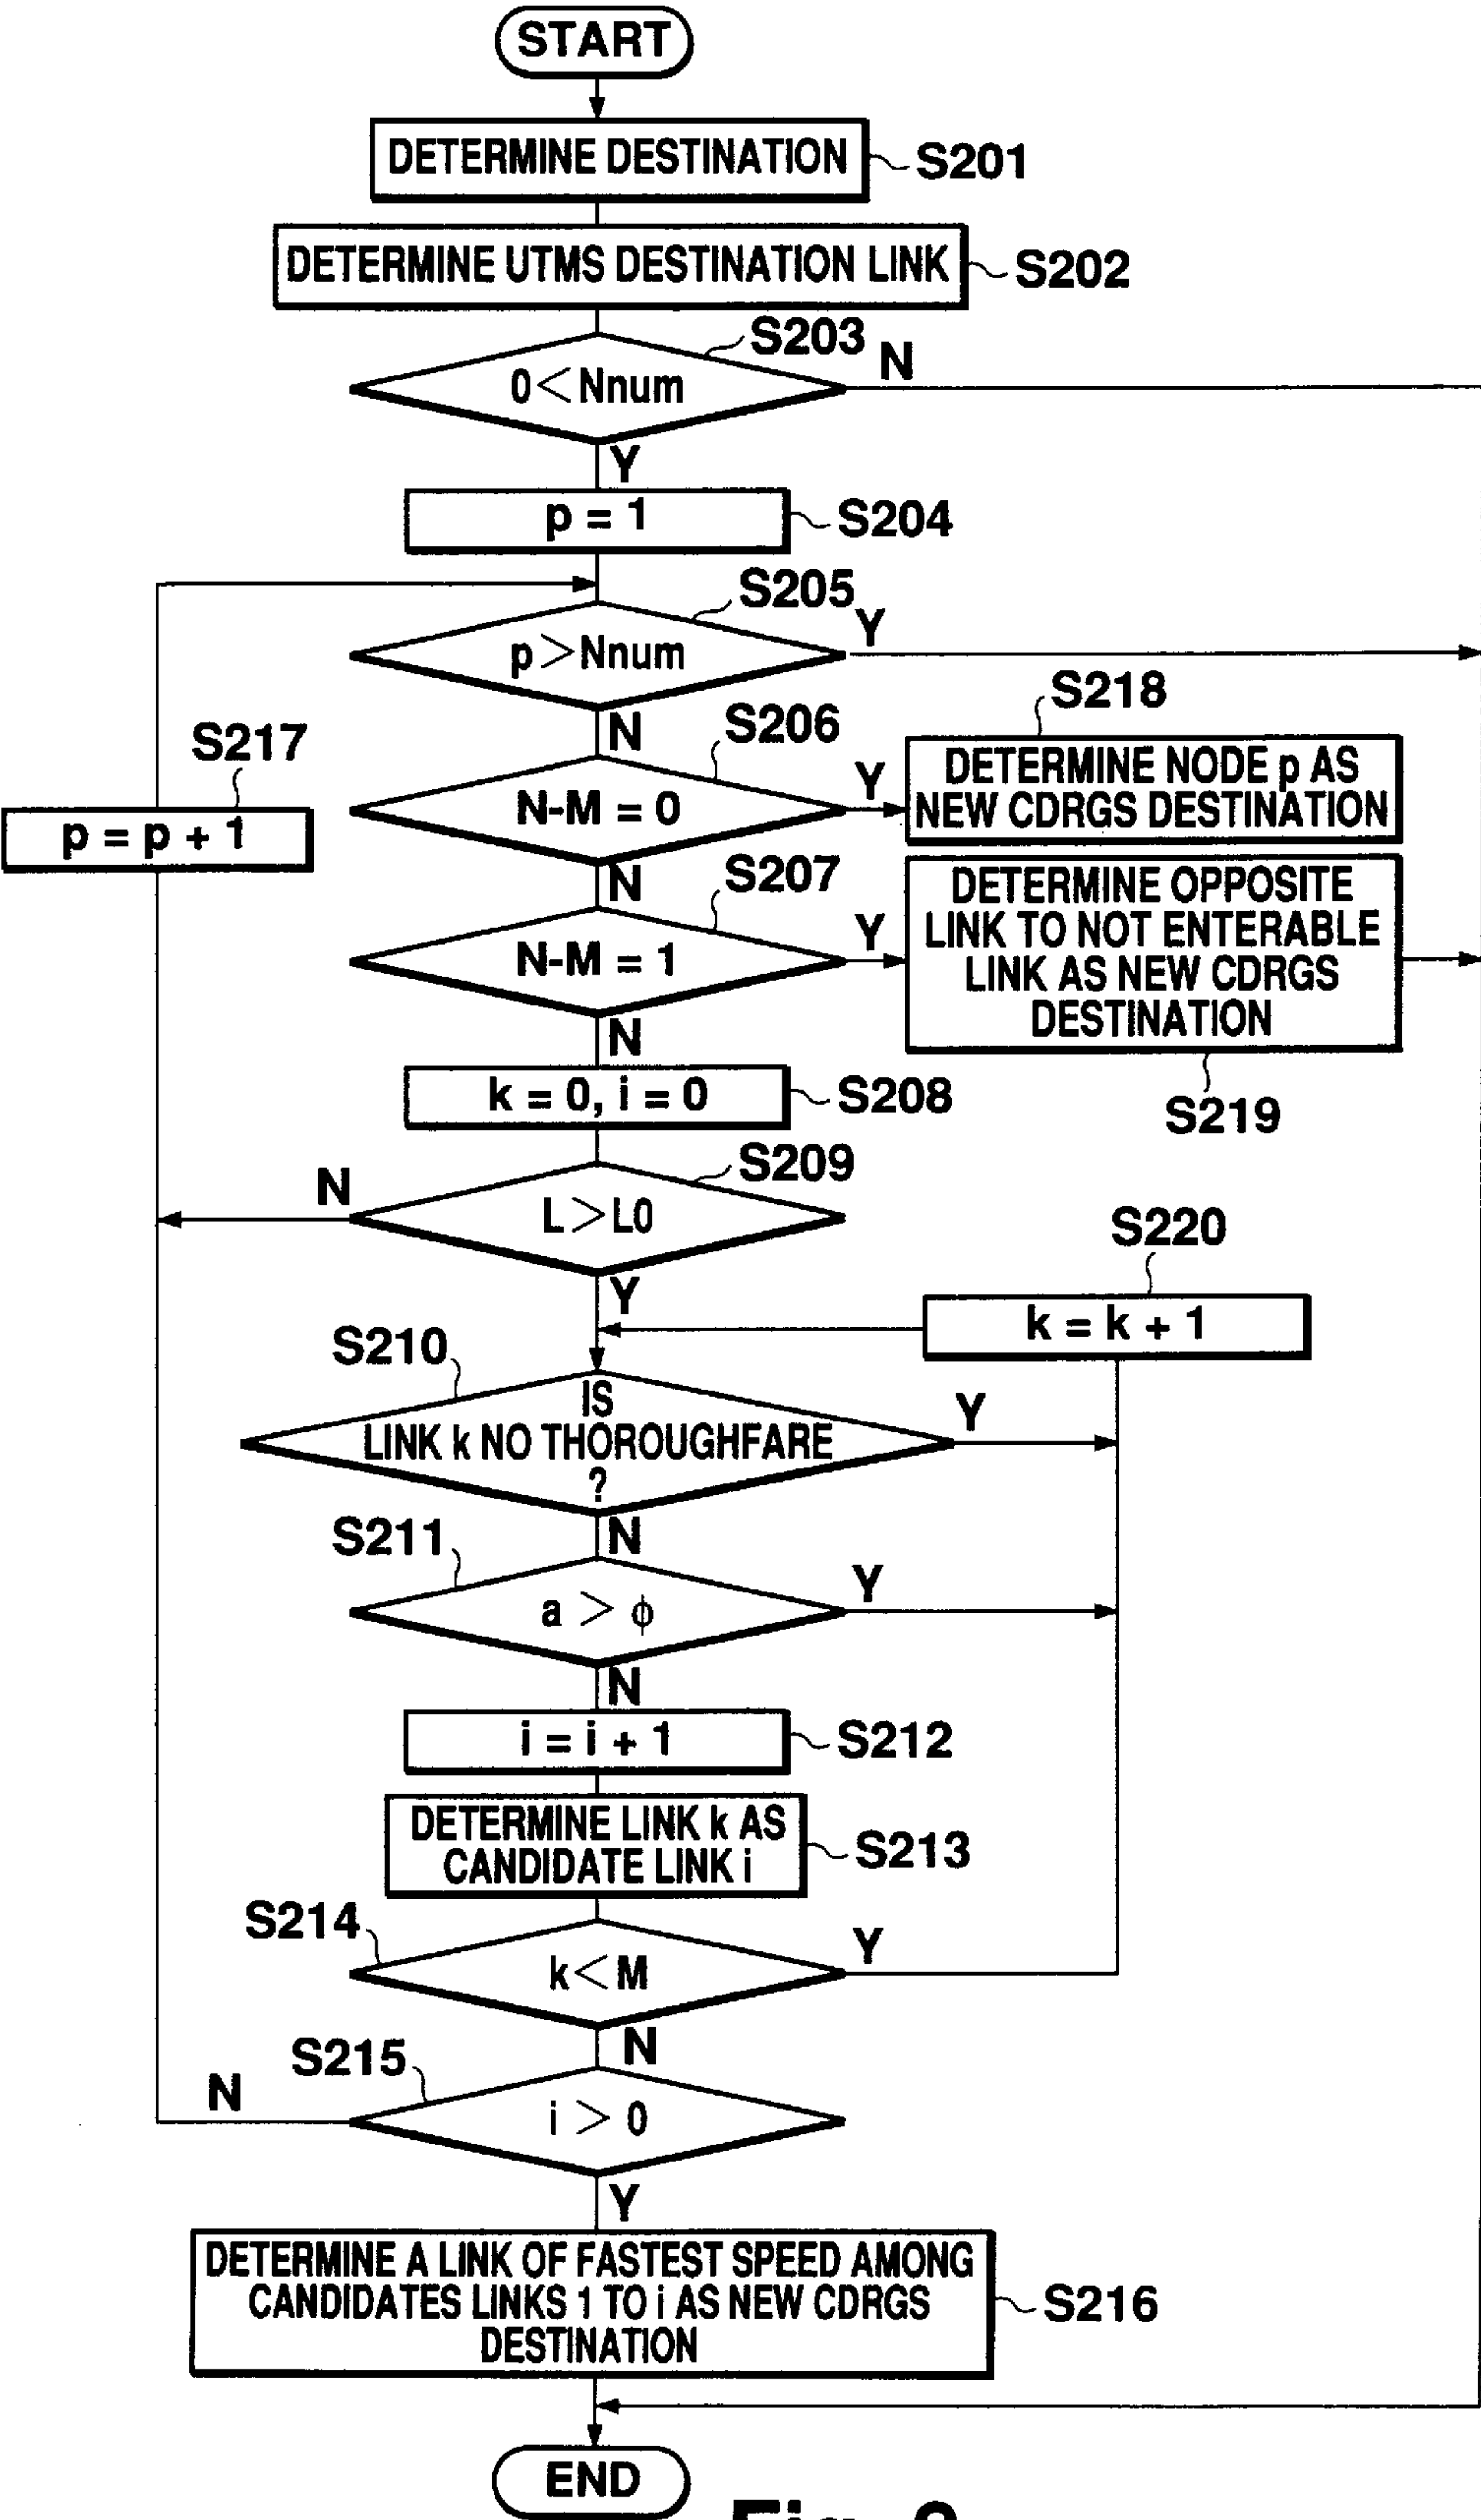 START
DETERMINE DESTINATION
S201
DETERMINE UTMS DESTINATION LINK
S202
S203
0<Nnum
N
Y
p = 1
S204
S205
p>Nnum
Y
N
S218
S206
S217
DETERMINE NODE p AS
NEW CDRGS DESTINATION
Y
N-M = 0
p = p + 1
N
S207
DETERMINE OPPOSITE
LINK TO NOT ENTERABLE
LINK AS NEW CDRGS
DESTINATION
Y
N-M = 1
N
k = 0, i = 0
S208
S219
S209
N
L>L0
S220
Y
k = k + 1
S210
IS
LINK k NO THOROUGHFARE
?
Y
N
S211
a > ϕ
Y
N
i = i + 1
S212
DETERMINE LINK k AS
CANDIDATE LINK i
S213
S214
k<M
Y
N
S215
N
i > 0
Y
DETERMINE A LINK OF FASTEST SPEED AMONG
CANDIDATES LINKS 1 TO i AS NEW CDRGS
DESTINATION
S216
END